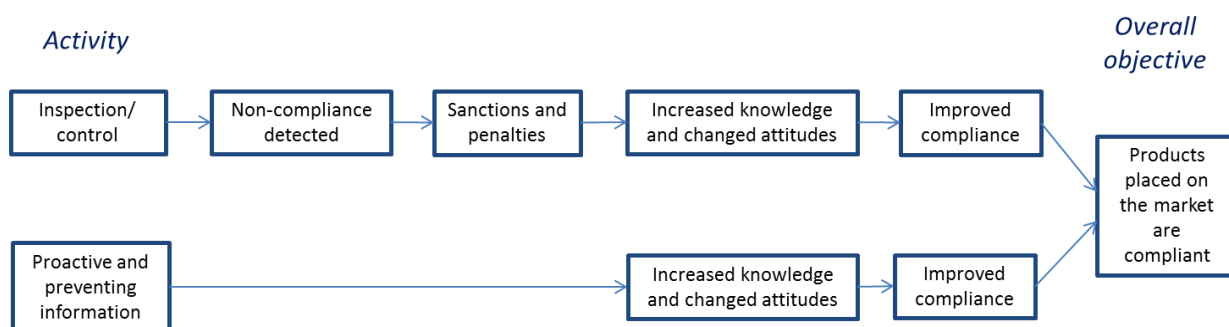 Activity
Overall
objective
Inspection/
control
Non-compliance
detected
Sanctions and
penalties
Increased knowledge
and changed attitudes
Improved
compliance
Products
placed on
the market
are
compliant
Proactive and
preventing
information
Increased knowledge
and changed attitudes
Improved
compliance